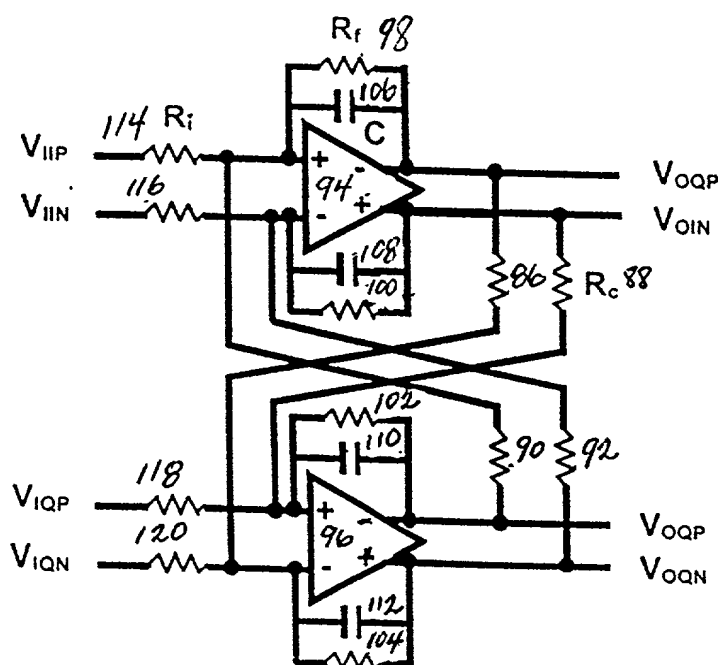 Rf 98
106
C
114 Ri
VIIP
+
-
94
VOQP
116
VIIN
-
+
VOIN
108
100
86
Rc 88
102
110
90
92
118
VIQP
+
-
96
VOQP
120
VIQN
-
+
VOQN
112
104